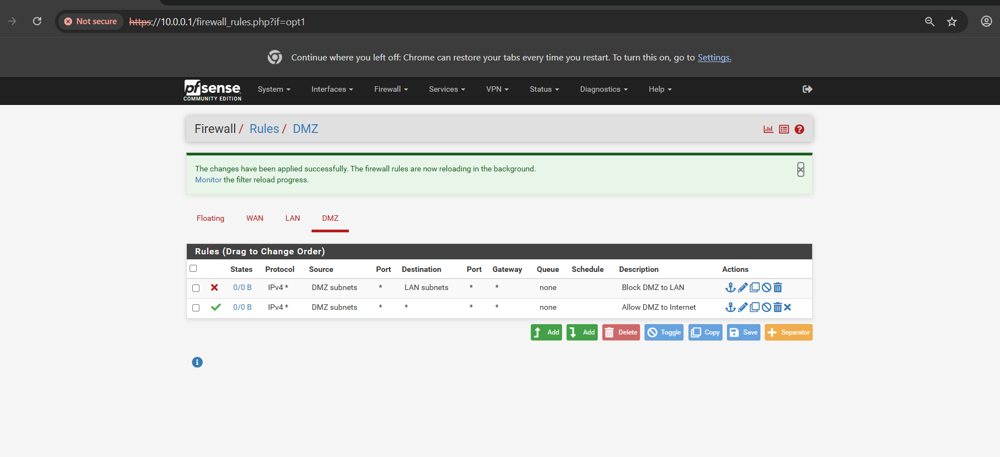 Not secure https://10.0.0.1/firewall_rules.php?if=opt1
Continue where you left off: Chrome can restore your tabs every time you restart. To turn this on, go to Settings.
pfsense
COMMUNITY EDITION
System Interfaces Firewall Services VPN Status Diagnostics Help
Firewall / Rules / DMZ
The changes have been applied successfully. The firewall rules are now reloading in the background.
Monitor the filter reload progress.
Floating WAN LAN DMZ
Rules (Drag to Change Order)
States Protocol Source Port Destination Port Gateway Queue Schedule Description Actions
0/0 B IPv4 * DMZ subnets * LAN subnets * * none Block DMZ to LAN
0/0 B IPv4 * DMZ subnets * * * * none Allow DMZ to Internet
Add Add Delete Toggle Copy Save Separator